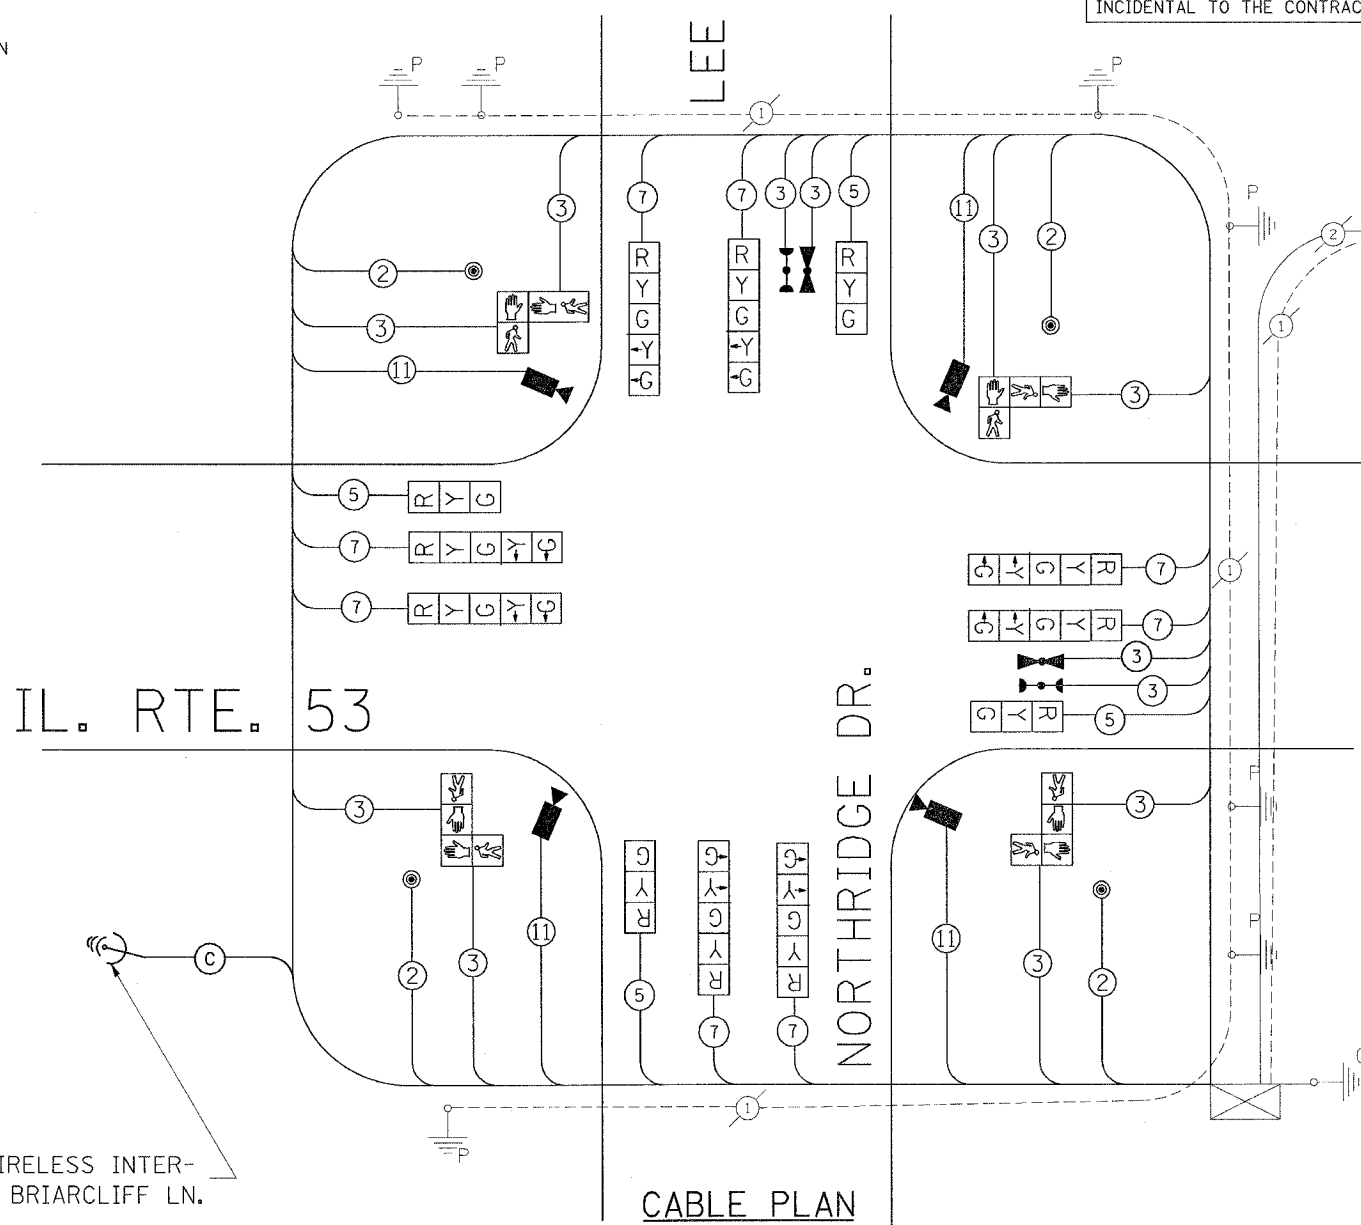 INCIDENTAL TO THE CONTRAC
N
LEE
P
P
P
1
P
2
1
3
7
7
3
3
5
11
3
2
2
3
11
3
R Y G Y G
R Y G Y G
R Y G
5
R Y G
7
R Y G Y G
7
R Y G Y G
G Y G Y R
7
1
G Y G Y R
7
3
3
G Y R
5
IL. RTE. 53
NORTHRIDGE DR.
3
3
P
G Y R
G Y G Y R
G Y G Y R
C
2
3
11
5
7
7
11
3
2
P
1
P
IRELESS INTER-
BRIARCLIFF LN.
CABLE PLAN